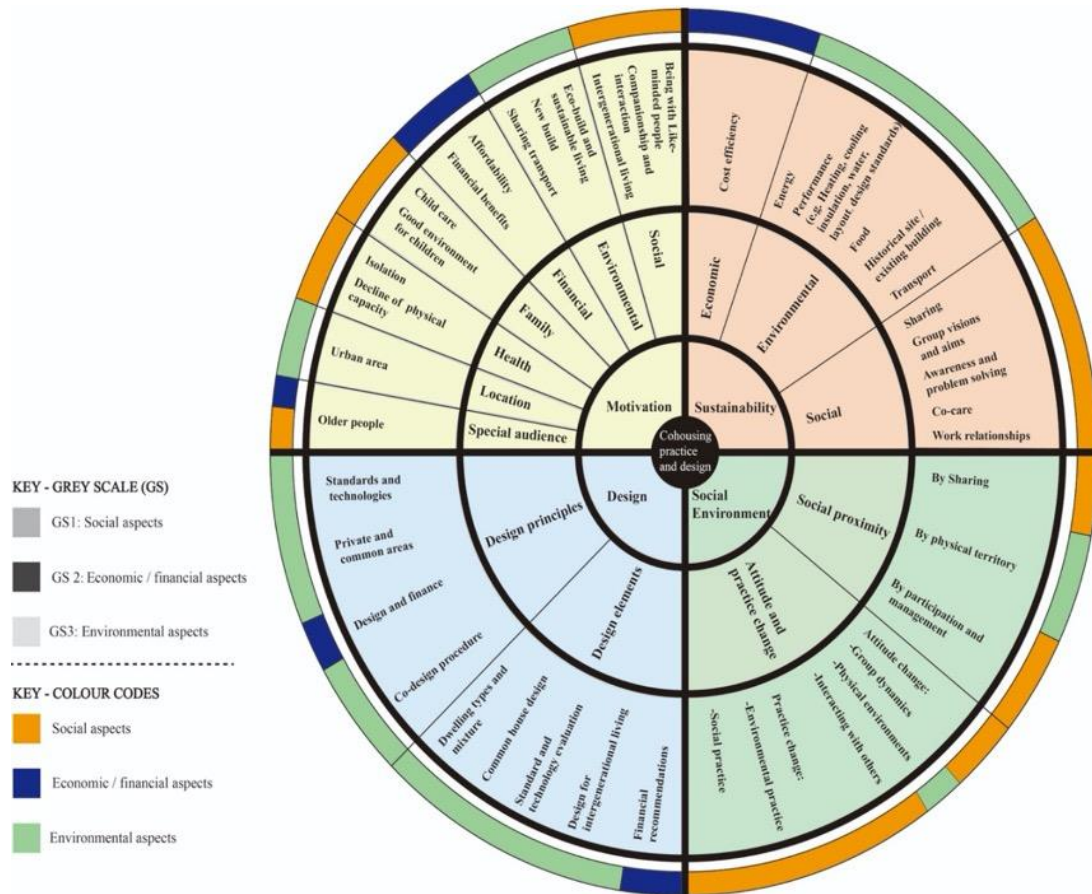 Being with Like-
minded people
Companionship and
interaction
Intergenerational living
Eco-build and
sustainable living
New build
Sharing transport
Affordability
Financial benefits
Child care
Good environment
for children
Isolation
Decline of physical
capacity
Urban area
Older people
Social
Environmental
Financial
Family
Health
Location
Special audience
Motivation
Cost efficiency
Energy
Performance
(e.g. Heating, cooling
insulation, water,
layout, design standards)
Food
Historical site /
existing building
Transport
Sharing
Group visions
and aims
Awareness and
problem solving
Co-care
Work relationships
Economic
Environmental
Social
Sustainability
Cohousing
practice
and design
Standards and
technologies
Private and
common areas
Design and finance
Co-design procedure
Dwelling types and
mixture
Common house design
Standard and
technology evaluation
Design for
intergenerational living
Financial
recommendations
Design principles
Design elements
Design
Social
Environment
Social proximity
Attitude and
practice change
By Sharing
By physical territory
By participation and
management
Attitude change:
-Group dynamics
-Physical environments
-Interacting with others
Practice change:
-Environmental practice
-Social practice
KEY - GREY SCALE (GS)
GS1: Social aspects
GS 2: Economic / financial aspects
GS3: Environmental aspects
KEY - COLOUR CODES
Social aspects
Economic / financial aspects
Environmental aspects